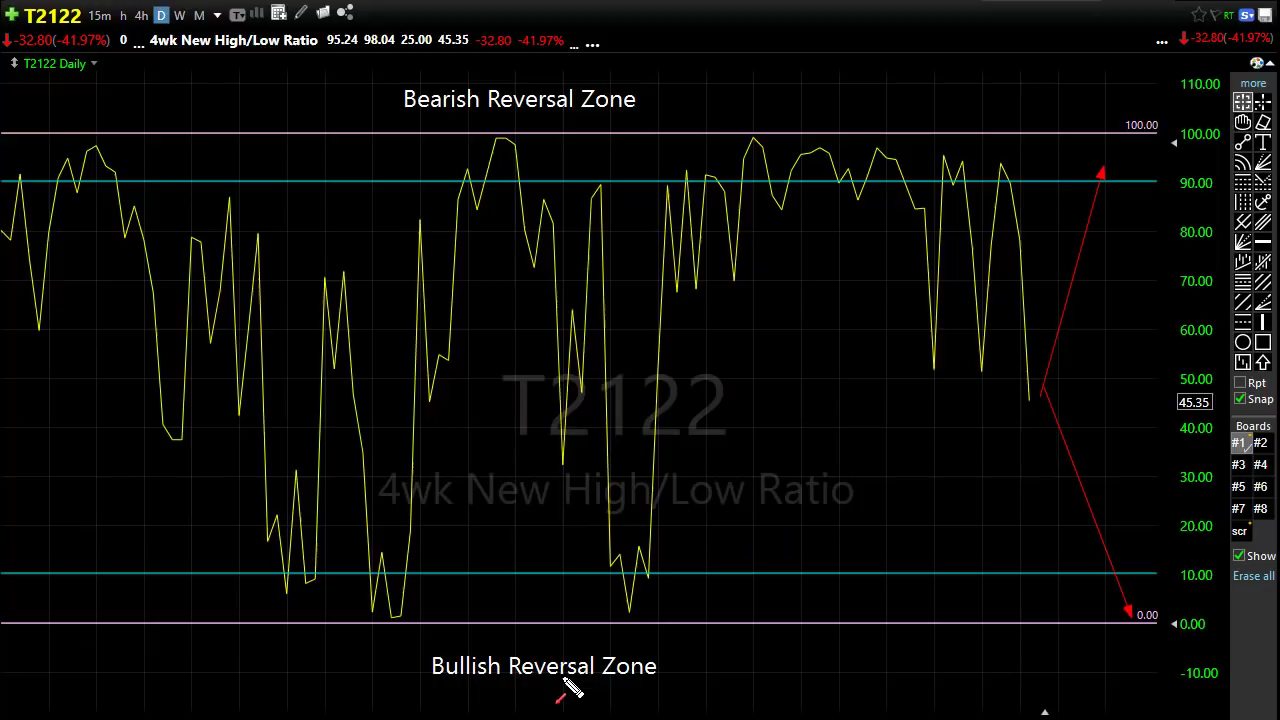 T2122 15m h 4h D W M T RT S
-32.80(-41.97%) 0 ... 4wk New High/Low Ratio 95.24 98.04 25.00 45.35 -32.80 -41.97% ... ... ... -32.80(-41.97%)
T2122 Daily
more
Bearish Reversal Zone
110.00
100.00
100.00
90.00
80.00
70.00
60.00
50.00
45.35
40.00
30.00
20.00
10.00
0.00
0.00
-10.00
T2122
4wk New High/Low Ratio
Bullish Reversal Zone
T
Rpt
Snap
Boards
#1 #2
#3 #4
#5 #6
#7 #8
scr
Show
Erase all